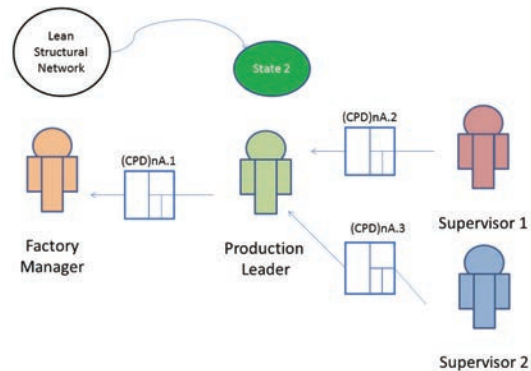 Lean
Structural
Network
State 2
(CPD)nA.2
(CPD)nA.1
(CPD)nA.3
Supervisor 1
Factory
Manager
Production
Leader
Supervisor 2